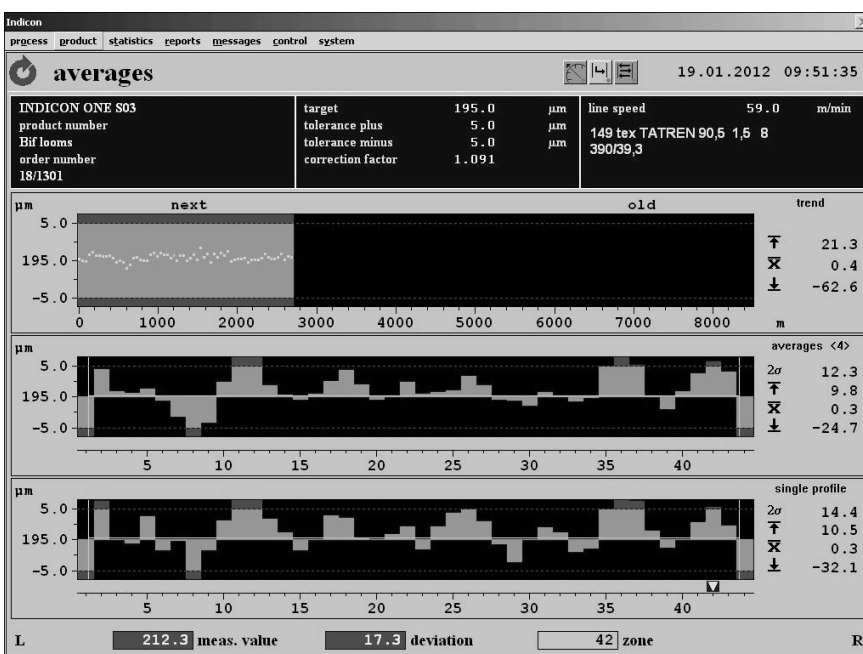 Indicon
process product statistics reports messages control system
averages 19.01.2012 09:51:35
INDICON ONE S03
product number
Bif looms
order number
18/1301
target 195.0 µm
tolerance plus 5.0 µm
tolerance minus 5.0 µm
correction factor 1.091
line speed 59.0 m/min
149 tex TATREN 90,5 1,5 8
390/39,3
µm next old trend
5.0
195.0
-5.0
21.3
x̄ 0.4
-62.6
0 1000 2000 3000 4000 5000 6000 7000 8000 m
µm averages <4>
5.0
195.0
-5.0
2σ 12.3
9.8
x̄ 0.3
-24.7
5 10 15 20 25 30 35 40
µm single profile
5.0
195.0
-5.0
2σ 14.4
10.5
x̄ 0.3
-32.1
5 10 15 20 25 30 35 40
L 212.3 meas. value 17.3 deviation 42 zone R